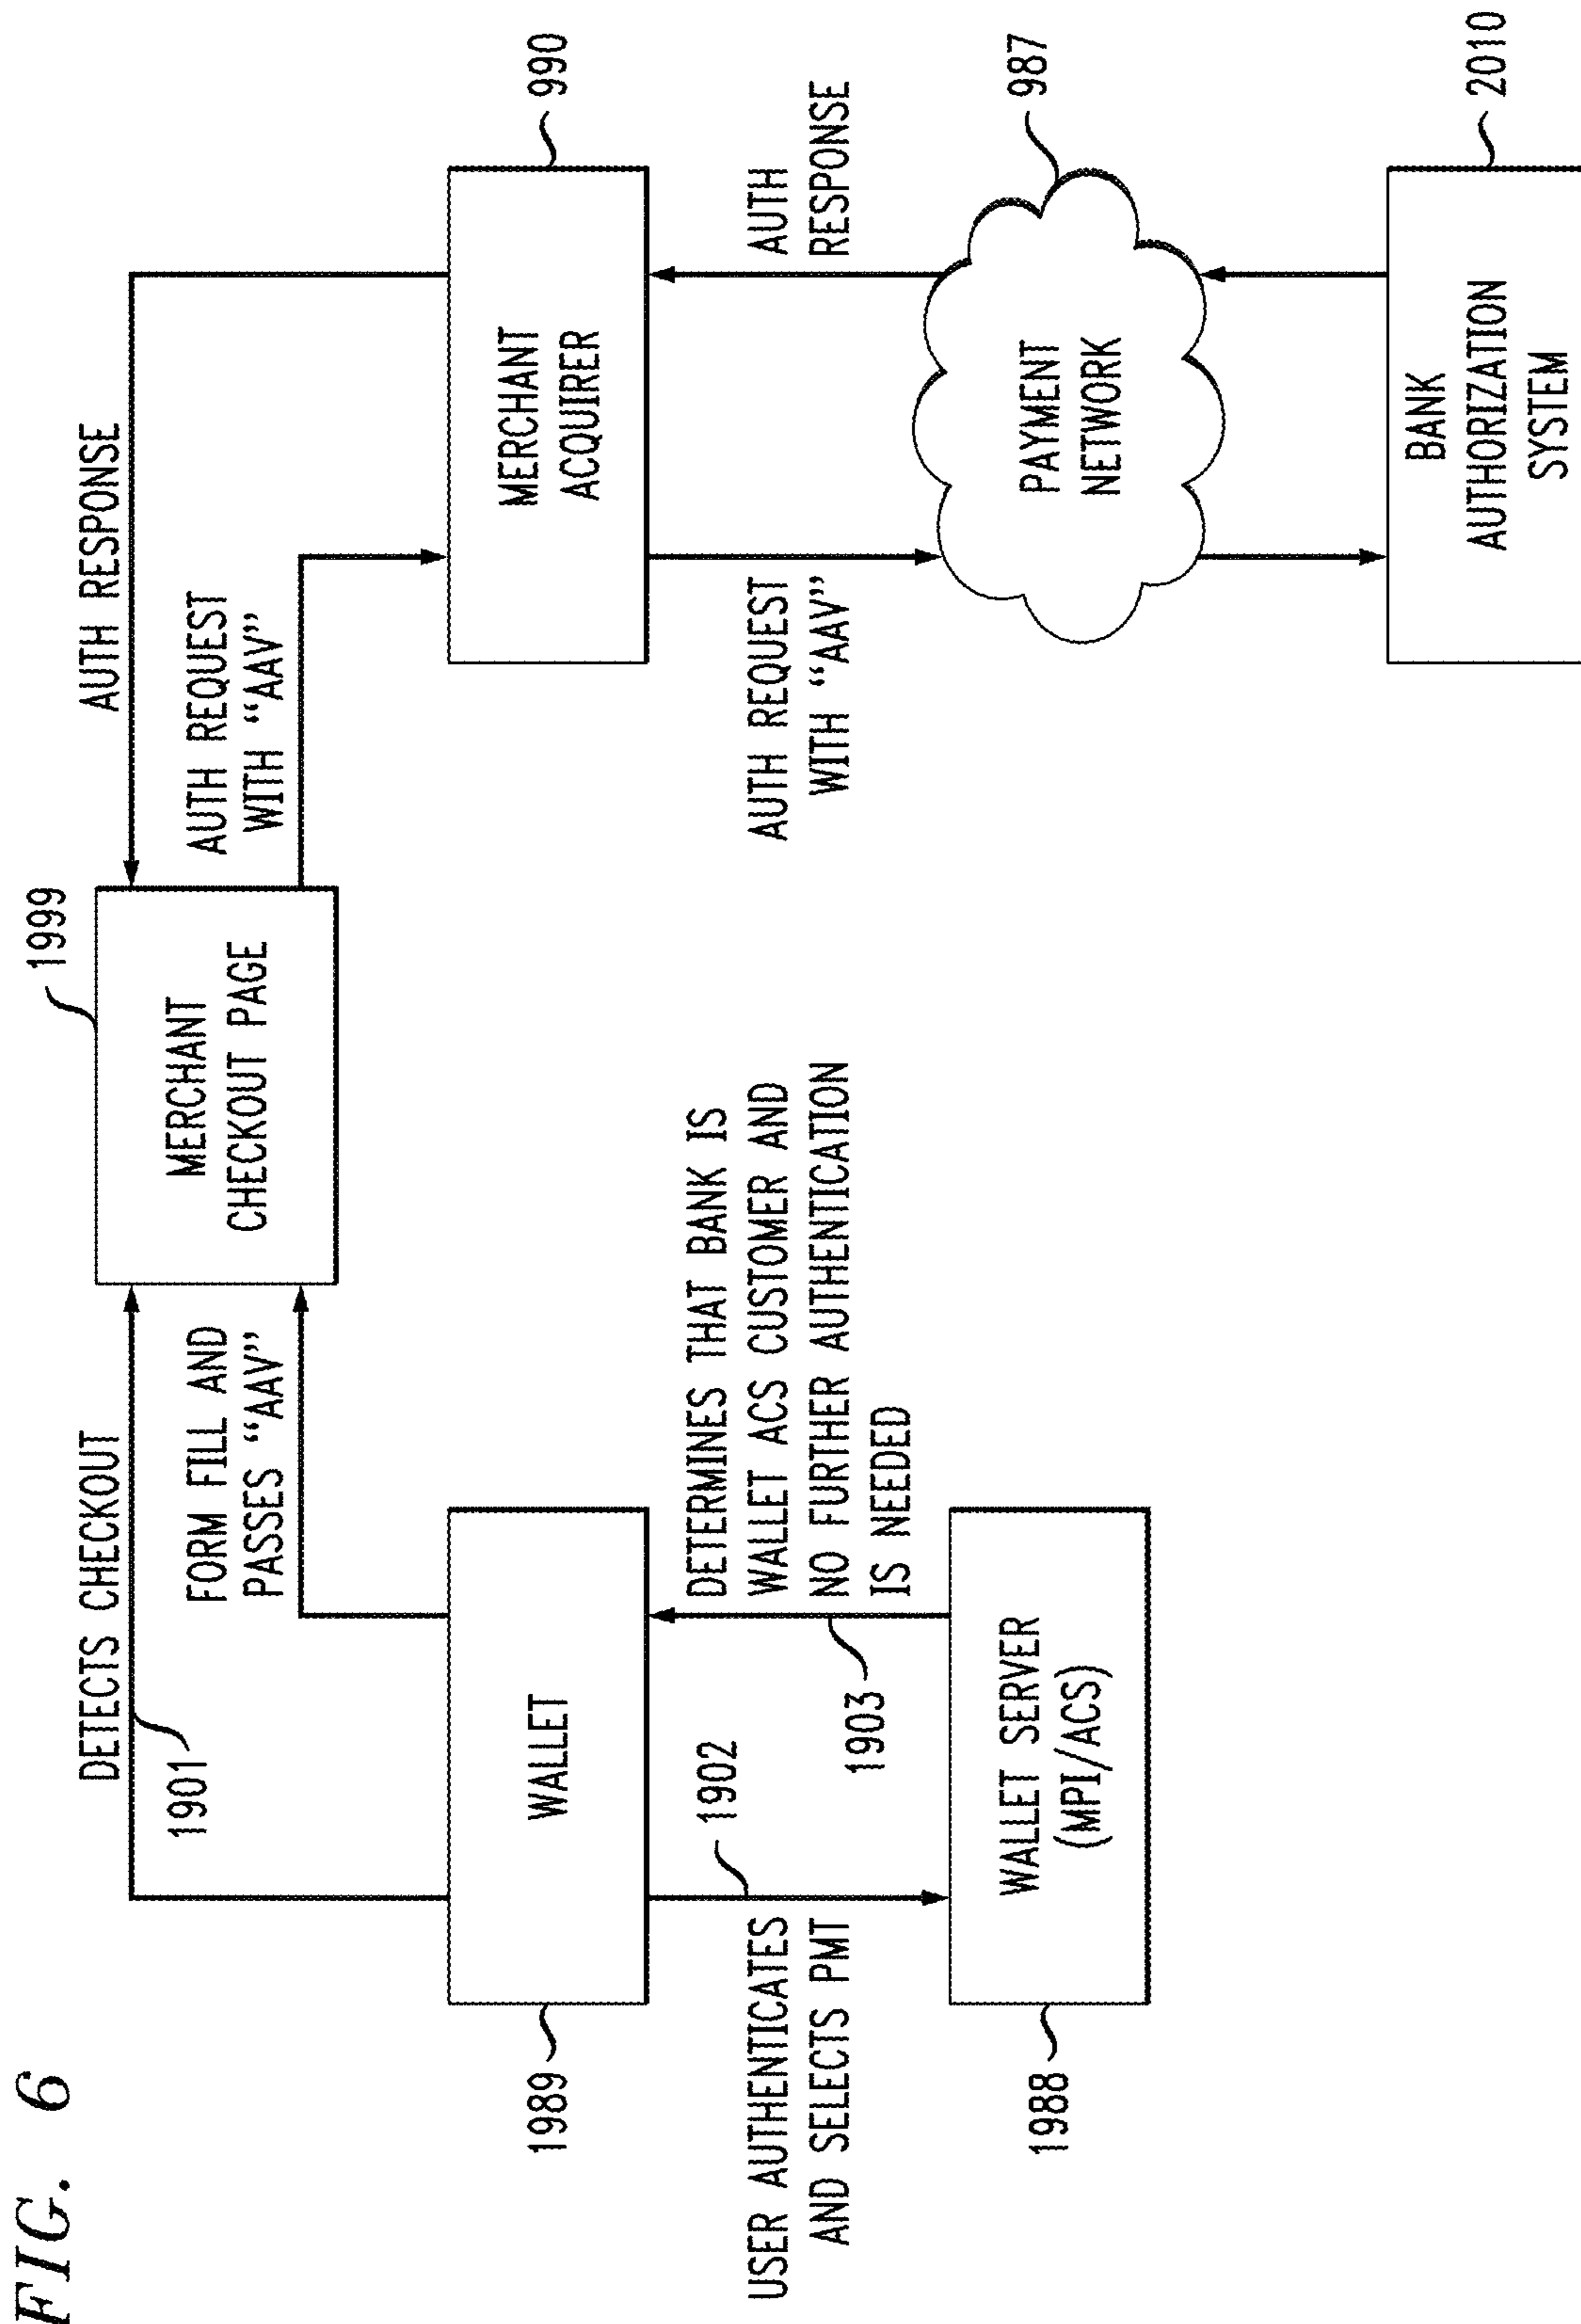 FIG. 6
DETECTS CHECKOUT
1901
FORM FILL AND
PASSES “AAV”
1999
MERCHANT
CHECKOUT PAGE
AUTH RESPONSE
AUTH REQUEST
WITH “AAV”
1989
WALLET
MERCHANT
ACQUIRER
990
USER AUTHENTICATES
AND SELECTS PMT
1902
1903
DETERMINES THAT BANK IS
WALLET ACS CUSTOMER AND
NO FURTHER AUTHENTICATION
IS NEEDED
AUTH REQUEST
WITH “AAV”
AUTH
RESPONSE
1988
WALLET SERVER
(MPI/ACS)
PAYMENT
NETWORK
987
BANK
AUTHORIZATION
SYSTEM
2010